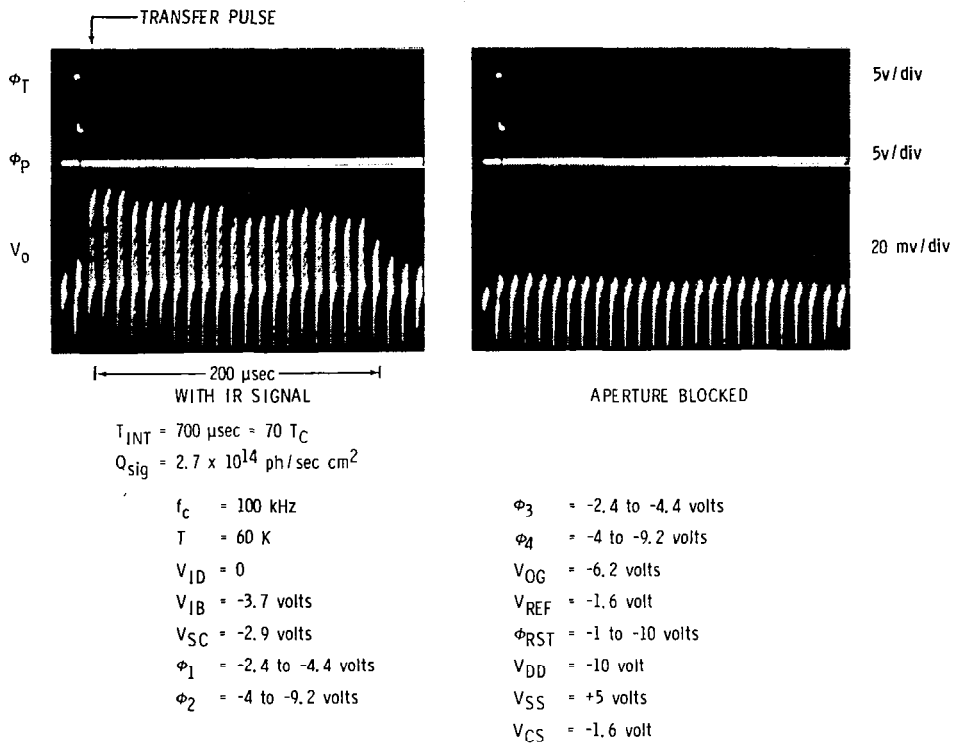 TRANSFER PULSE
ΦT
5v/div
ΦP
5v/div
Vo
20 mv/div
200 μsec
WITH IR SIGNAL
APERTURE BLOCKED
TINT = 700 μsec = 70 TC
Qsig = 2.7 x 10^14 ph/sec cm^2
fc = 100 kHz
T = 60 K
VID = 0
VIB = -3.7 volts
VSC = -2.9 volts
Φ1 = -2.4 to -4.4 volts
Φ2 = -4 to -9.2 volts
Φ3 = -2.4 to -4.4 volts
Φ4 = -4 to -9.2 volts
VOG = -6.2 volts
VREF = -1.6 volt
ΦRST = -1 to -10 volts
VDD = -10 volt
VSS = +5 volts
VCS = -1.6 volt